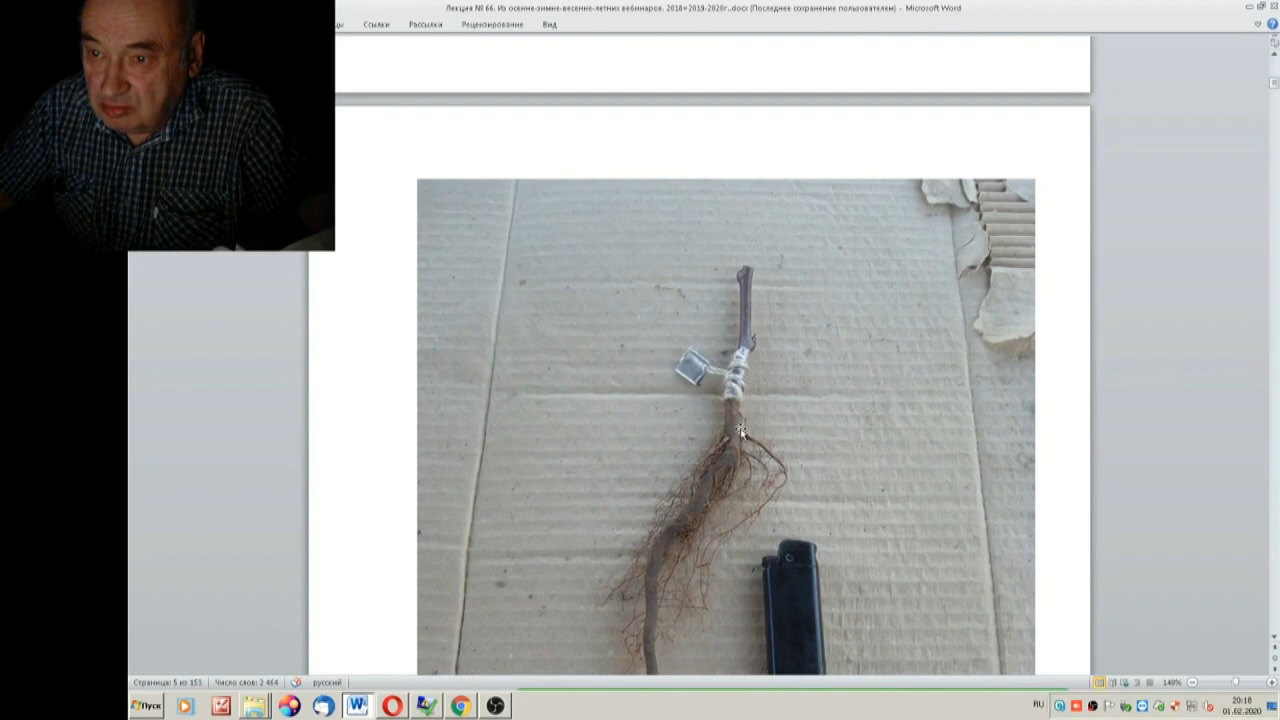 Лекция № 66. Из осенне-зимне-весенне-летних вебинаров. 2018=2019-2020г..docx (Последнее сохранение пользователем) - Microsoft Word
цы Ссылки Рассылки Рецензирование Вид
Страница: 5 из 153 Число слов: 2 464 русский 140%
Пуск
RU
20:18
01.02.2020